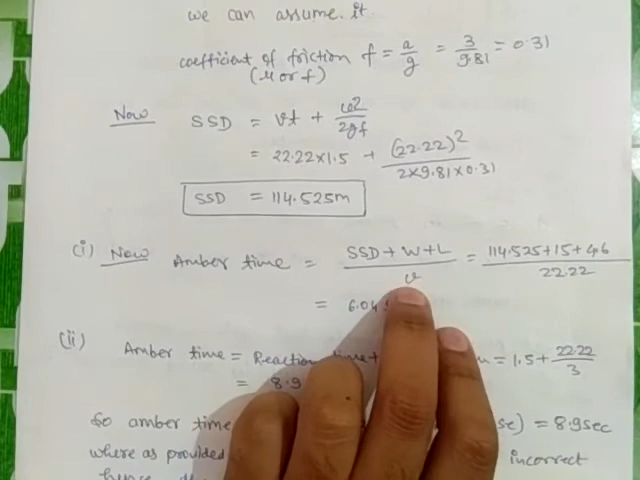 we can assume it.
coefficient of friction f = a/g = 3/9.81 = 0.31
(μ or f)
Now SSD = vt + v²/2gf
= 22.22×1.5 + (22.22)²/2×9.81×0.31
SSD = 114.525m
(i) Now Amber time = SSD+W+L/v = 114.525+15+4.6/22.22
= 6.04
(ii) Amber time = Reaction = 1.5 + 22.22/3
= 8.9
So amber time = 8.9sec
where as provided incorrect
hence